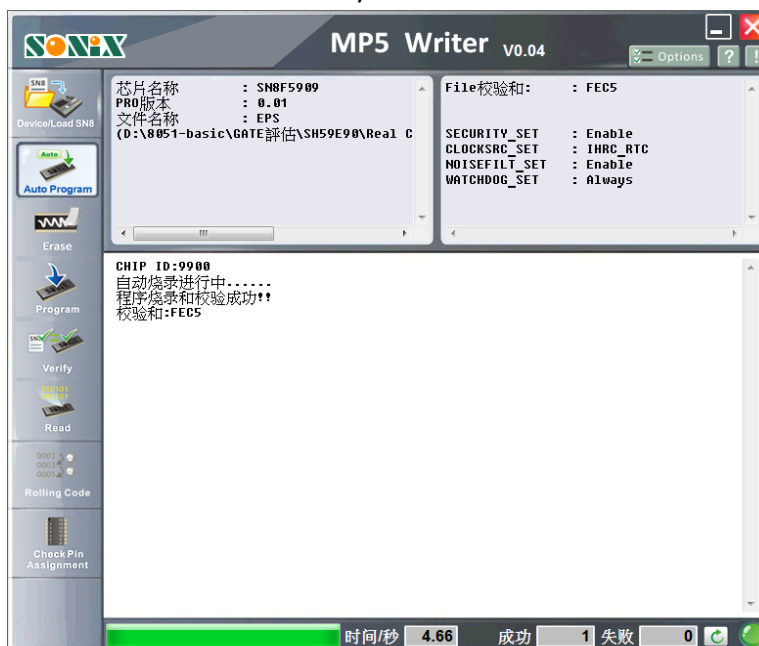 SONiX
MP5 Writer V0.04
Options
?
!
SN8
Device/Load SN8
Auto
Auto Program
Erase
Program
Verify
Read
Rolling Code
Check Pin
Assignment
芯片名称 : SN8F5909
PRO版本 : 0.01
文件名称 : EPS
(D:\8051-basic\GATE評估\SH59E90\Real C
File校验和: : FEC5
SECURITY_SET : Enable
CLOCKSRC_SET : IHRC_RTC
NOISEFILT_SET : Enable
WATCHDOG_SET : Always
CHIP ID:9900
自动烧录进行中......
程序烧录和校验成功!!
校验和:FEC5
时间/秒 4.66 成功 1 失败 0